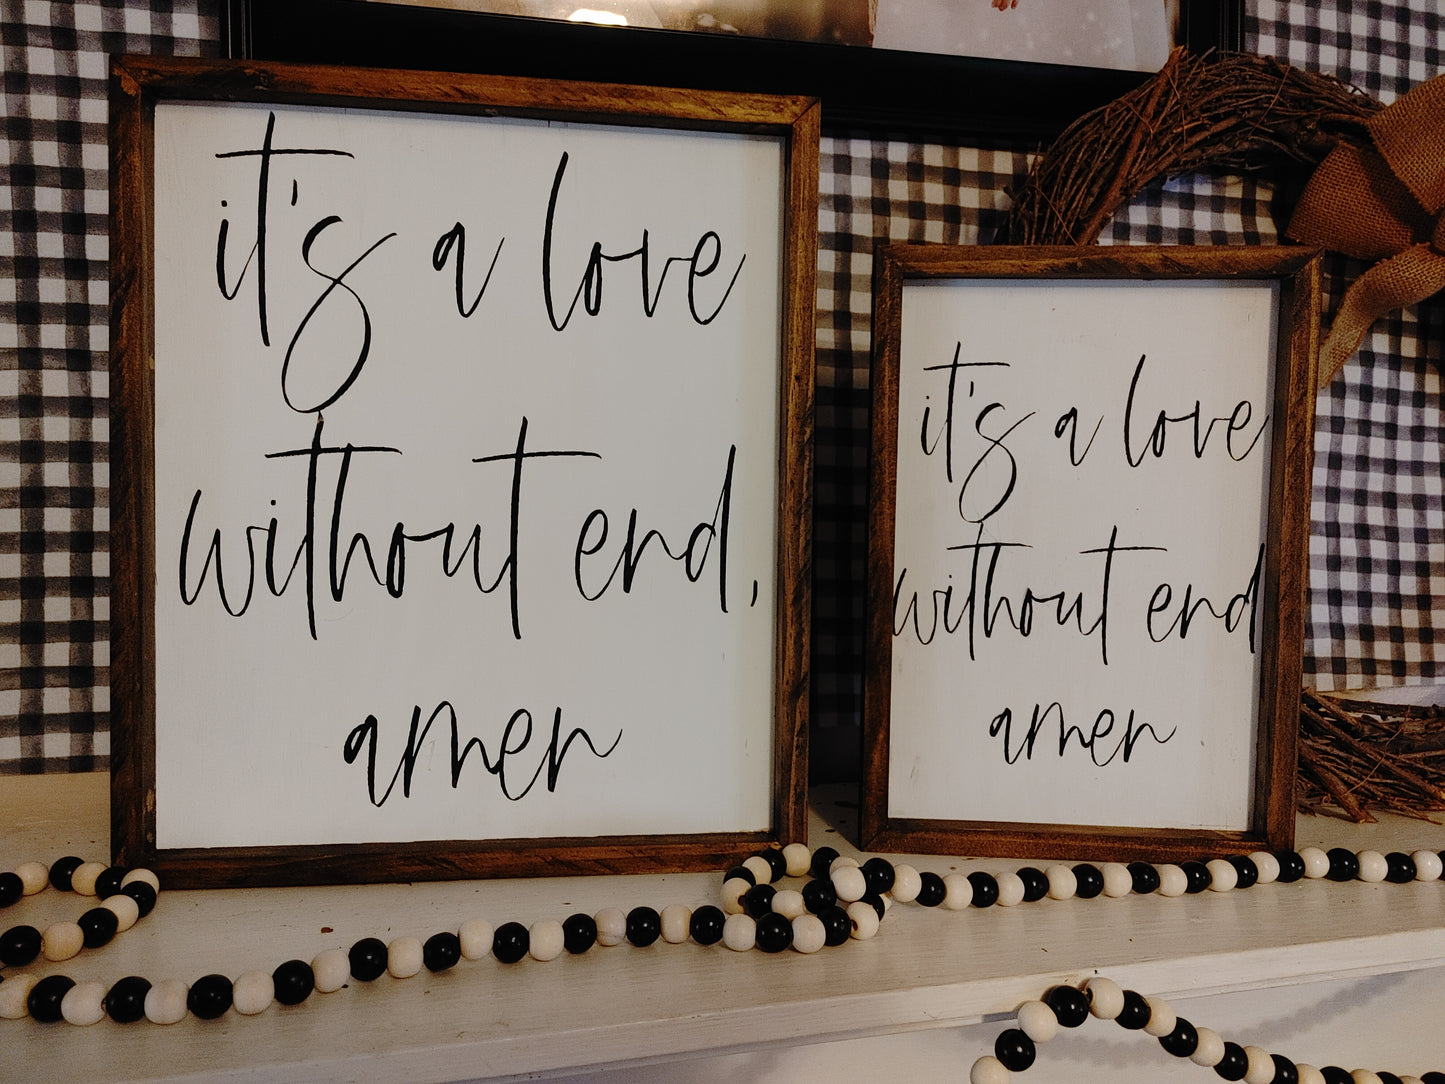 it's a love
without end,
amen
it's a love
without end
amen